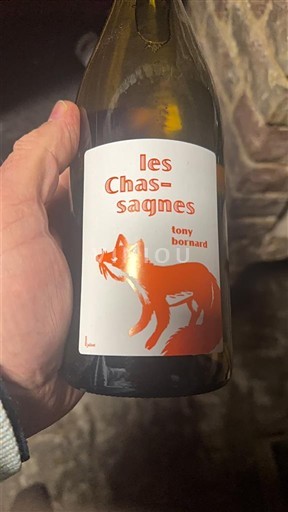 les
Chas-
sagnes
tony
bornard